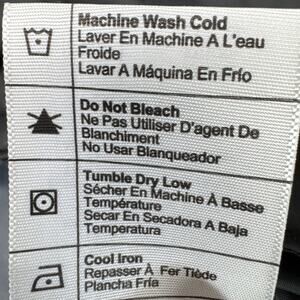 Machine Wash Cold
Laver En Machine A L'eau
Froide
Lavar A Máquina En Frío
Do Not Bleach
Ne Pas Utiliser D'agent De
Blanchiment
No Usar Blanqueador
Tumble Dry Low
Sécher En Machine À Basse
Température
Secar En Secadora A Baja
Temperatura
Cool Iron
Repasser À Fer Tiède
Plancha Fría